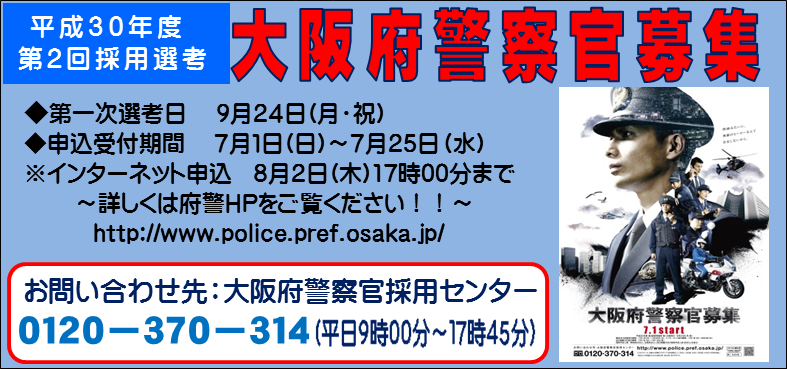 平成30年度
第2回採用選考
大阪府警察官募集
◆第一次選考日 9月24日(月・祝)
◆申込受付期間 7月1日(日)～7月25日(水)
※インターネット申込 8月2日(木)17時00分まで
～詳しくは府警HPをご覧ください！！～
http://www.police.pref.osaka.jp/
お問い合わせ先：大阪府警察官採用センター
0120－370－314(平日9時00分～17時45分)
大阪府警察官募集
7.1start
http://www.police.pref.osaka.jp/
0120-370-314